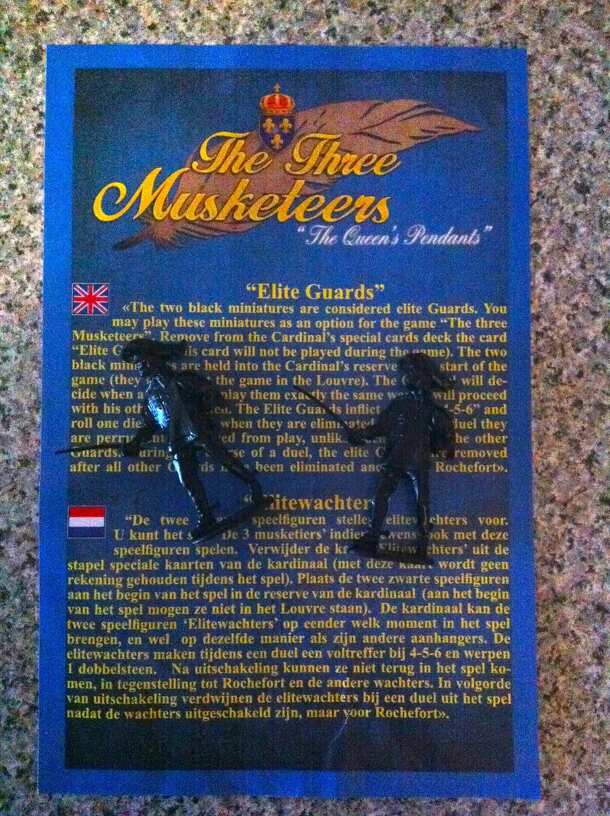 The Three
Musketeers
“The Queen's Pendants”
“Elite Guards”
«The two black miniatures are considered elite Guards. You
may play these miniatures as an option for the game “The three
Musketeers”. Remove from the Cardinal's special cards deck the card
“Elite card will not be played during the game). The two
black are held into the Cardinal's reserve start of the
game (they the game in the Louvre). The will de-
cide when play them exactly the same will proceed
with his The Elite Guards inflict 4-5-6” and
roll one die when they are eliminated duel they
are from play, the other
Guards. of a duel, the elite removed
after all other been eliminated Rochefort».
“Elitewachters
“De twee speelfiguren elitewachters voor.
U kunt het De 3 musketiers' ook met deze
speelfiguren spelen. Verwijder de ‘Elitewachters’ uit de
stapel speciale kaarten van de kardinaal (met deze kaart wordt geen
rekening gehouden tijdens het spel). Plaats de twee zwarte speelfiguren
aan het begin van het spel in de reserve van de kardinaal (aan het begin
van het spel mogen ze niet in het Louvre staan). De kardinaal kan de
twee speelfiguren ‘Elitewachters’ op eender welk moment in het spel
brengen, en wel op dezelfde manier als zijn andere aanhangers. De
elitewachters maken tijdens een duel een voltreffer bij 4-5-6 en werpen
1 dobbelsteen. Na uitschakeling kunnen ze niet terug in het spel ko-
men, in tegenstelling tot Rochefort en de andere wachters. In volgorde
van uitschakeling verdwijnen de elitewachters bij een duel uit het spel
nadat de wachters uitgeschakeld zijn, maar voor Rochefort».